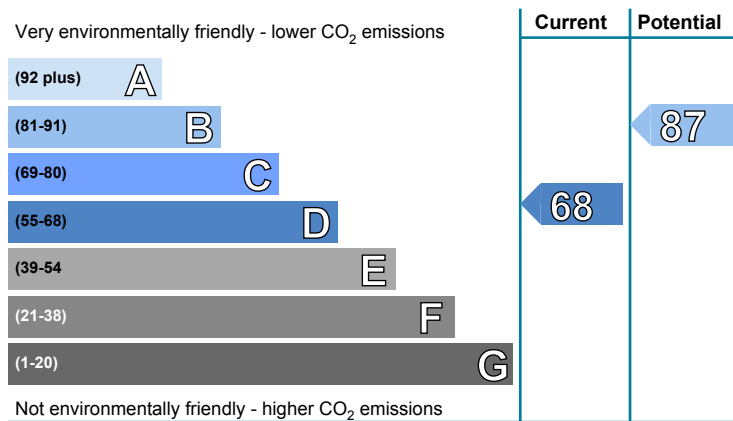 Very environmentally friendly - lower CO2 emissions
Current
Potential
(92 plus) A
(81-91) B
87
(69-80) C
(55-68) D
68
(39-54 E
(21-38) F
(1-20) G
Not environmentally friendly - higher CO2 emissions